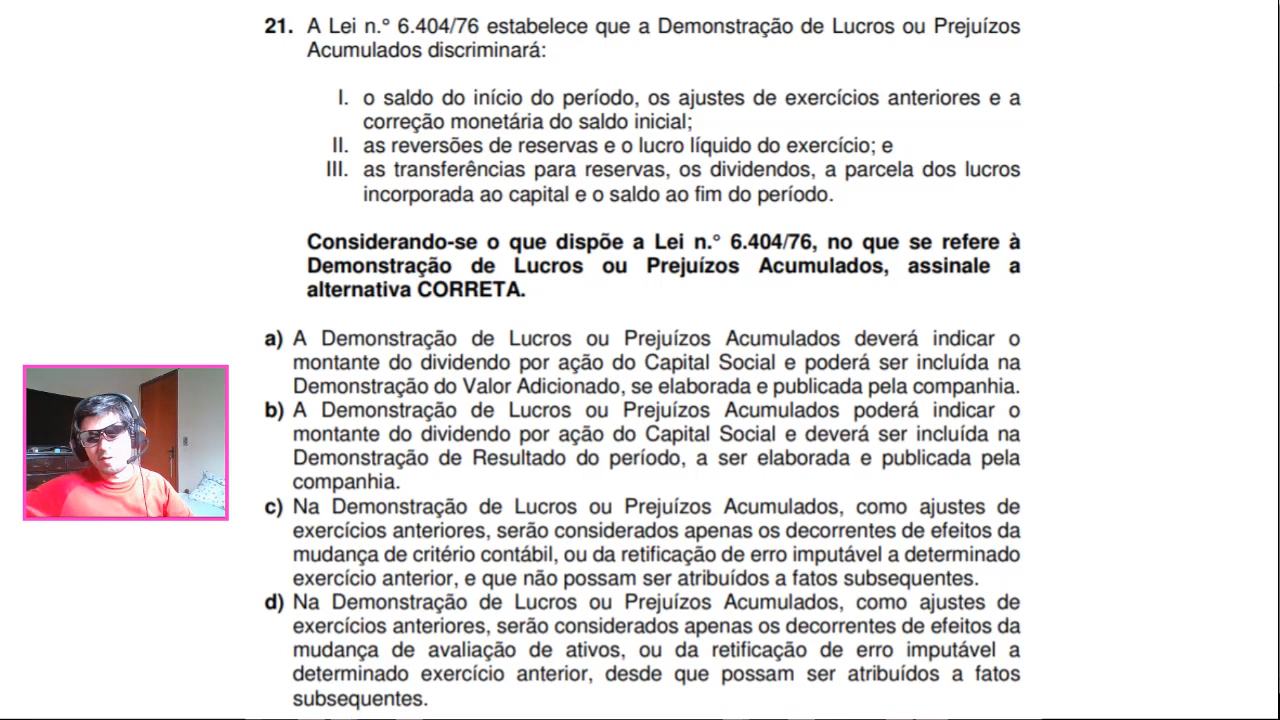 21. A Lei n.° 6.404/76 estabelece que a Demonstração de Lucros ou Prejuízos
Acumulados discriminará:
I. o saldo do início do período, os ajustes de exercícios anteriores e a
correção monetária do saldo inicial;
II. as reversões de reservas e o lucro líquido do exercício; e
III. as transferências para reservas, os dividendos, a parcela dos lucros
incorporada ao capital e o saldo ao fim do período.
Considerando-se o que dispõe a Lei n.° 6.404/76, no que se refere à
Demonstração de Lucros ou Prejuízos Acumulados, assinale a
alternativa CORRETA.
a) A Demonstração de Lucros ou Prejuízos Acumulados deverá indicar o
montante do dividendo por ação do Capital Social e poderá ser incluída na
Demonstração do Valor Adicionado, se elaborada e publicada pela companhia.
b) A Demonstração de Lucros ou Prejuízos Acumulados poderá indicar o
montante do dividendo por ação do Capital Social e deverá ser incluída na
Demonstração de Resultado do período, a ser elaborada e publicada pela
companhia.
c) Na Demonstração de Lucros ou Prejuízos Acumulados, como ajustes de
exercícios anteriores, serão considerados apenas os decorrentes de efeitos da
mudança de critério contábil, ou da retificação de erro imputável a determinado
exercício anterior, e que não possam ser atribuídos a fatos subsequentes.
d) Na Demonstração de Lucros ou Prejuízos Acumulados, como ajustes de
exercícios anteriores, serão considerados apenas os decorrentes de efeitos da
mudança de avaliação de ativos, ou da retificação de erro imputável a
determinado exercício anterior, desde que possam ser atribuídos a fatos
subsequentes.